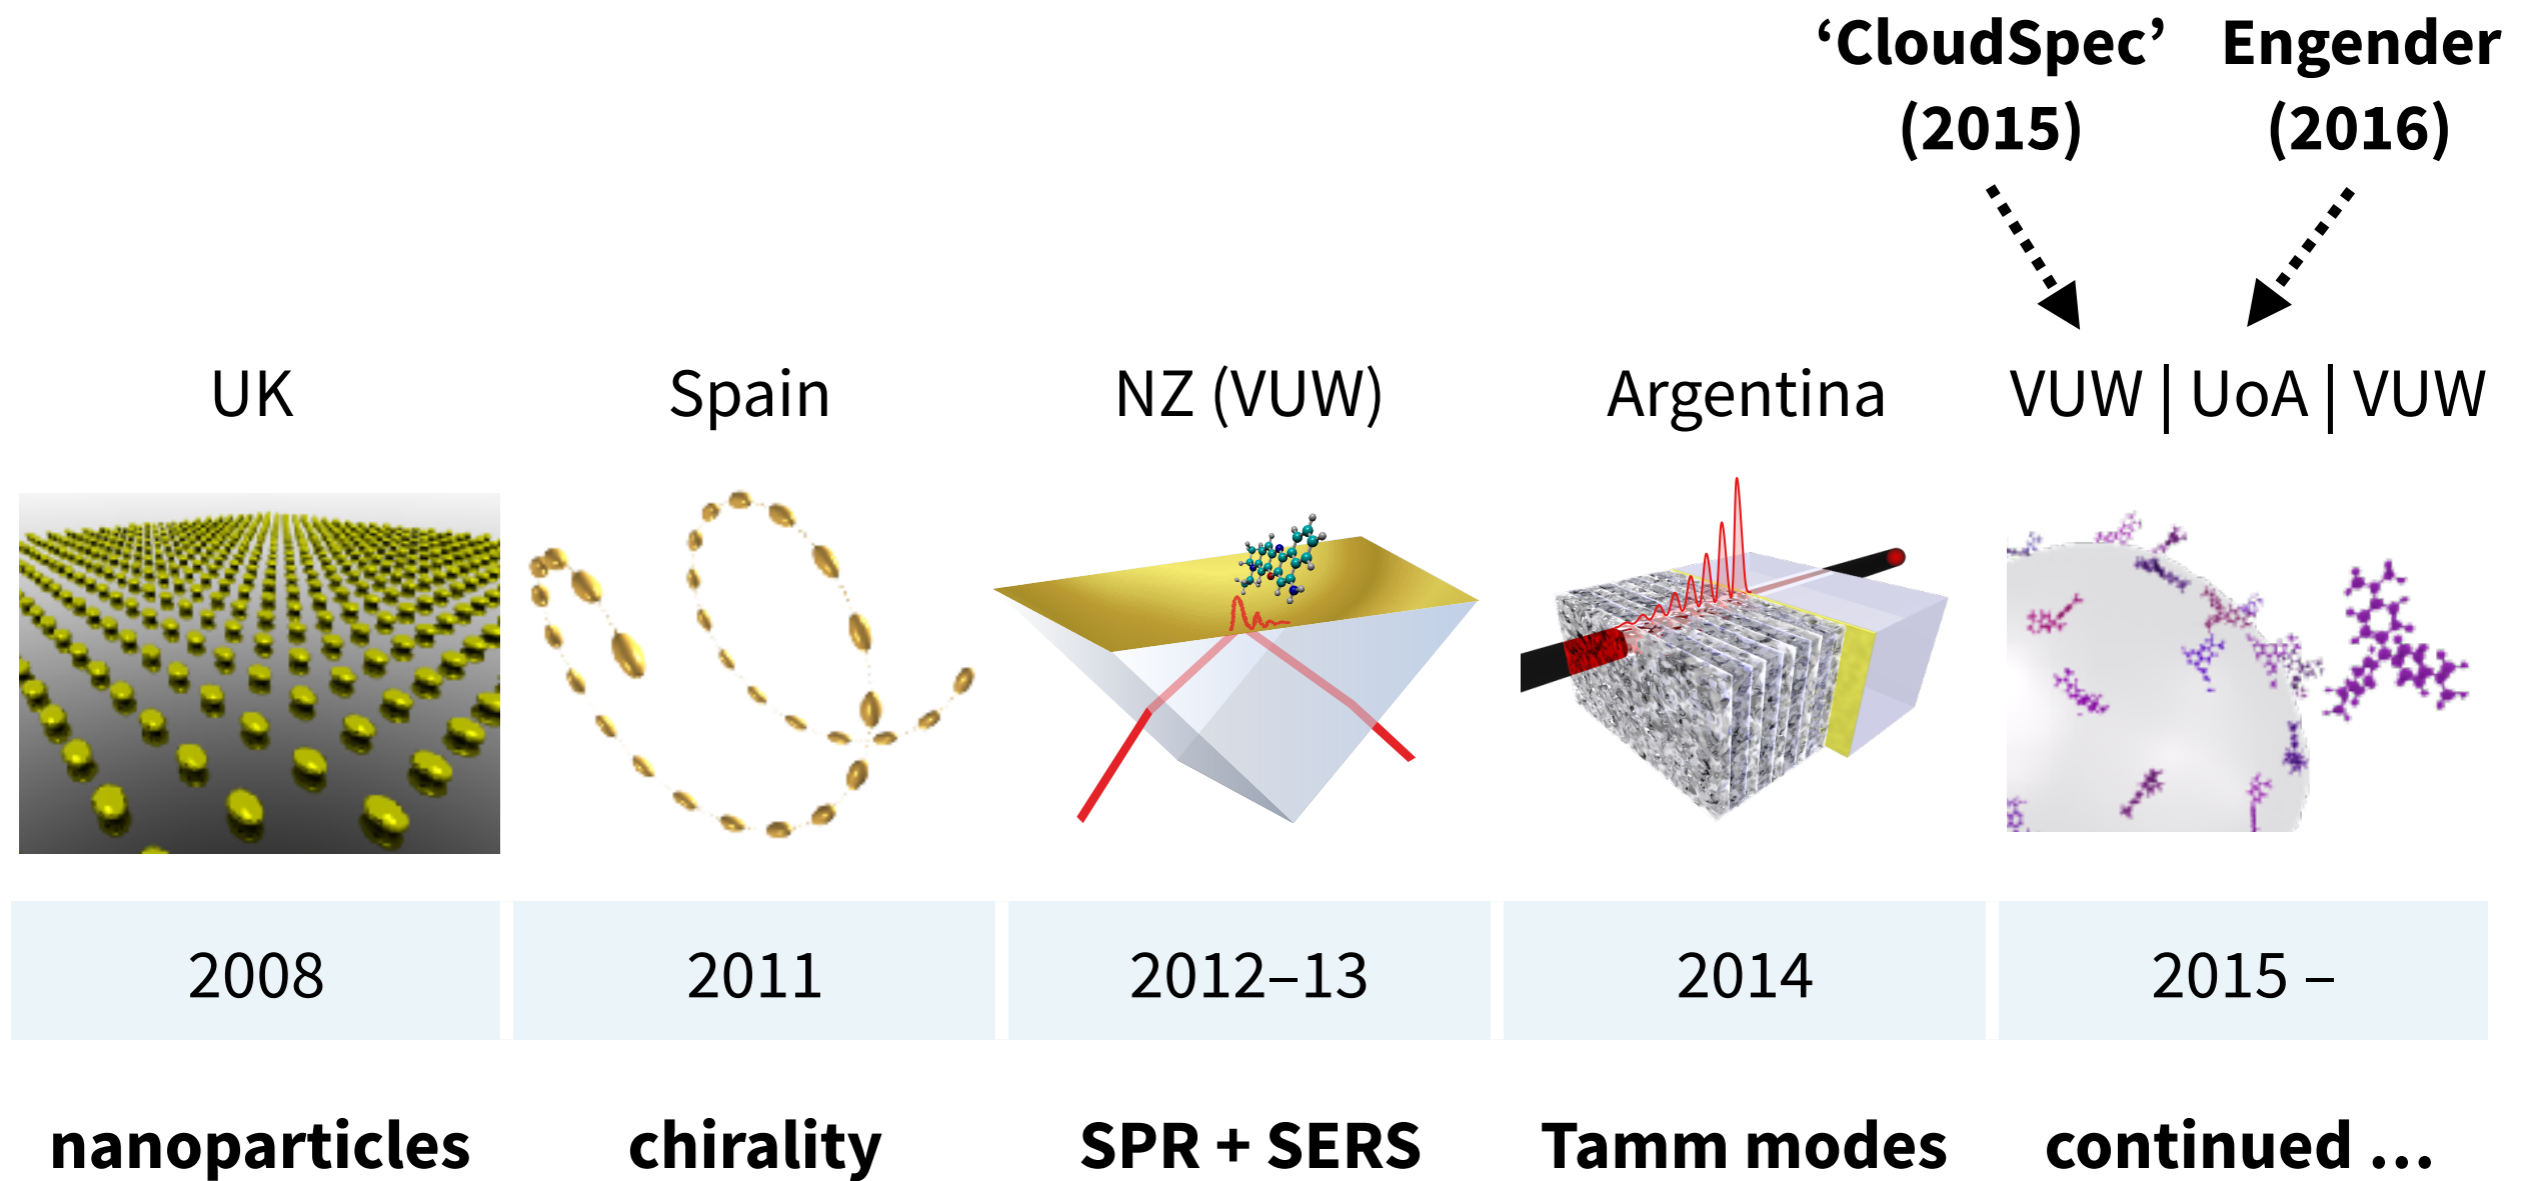 ‘CloudSpec’ Engender
(2015) (2016)
UK Spain NZ (VUW) Argentina VUW | UoA | VUW
2008 2011 2012–13 2014 2015 –
nanoparticles chirality SPR + SERS Tamm modes continued …